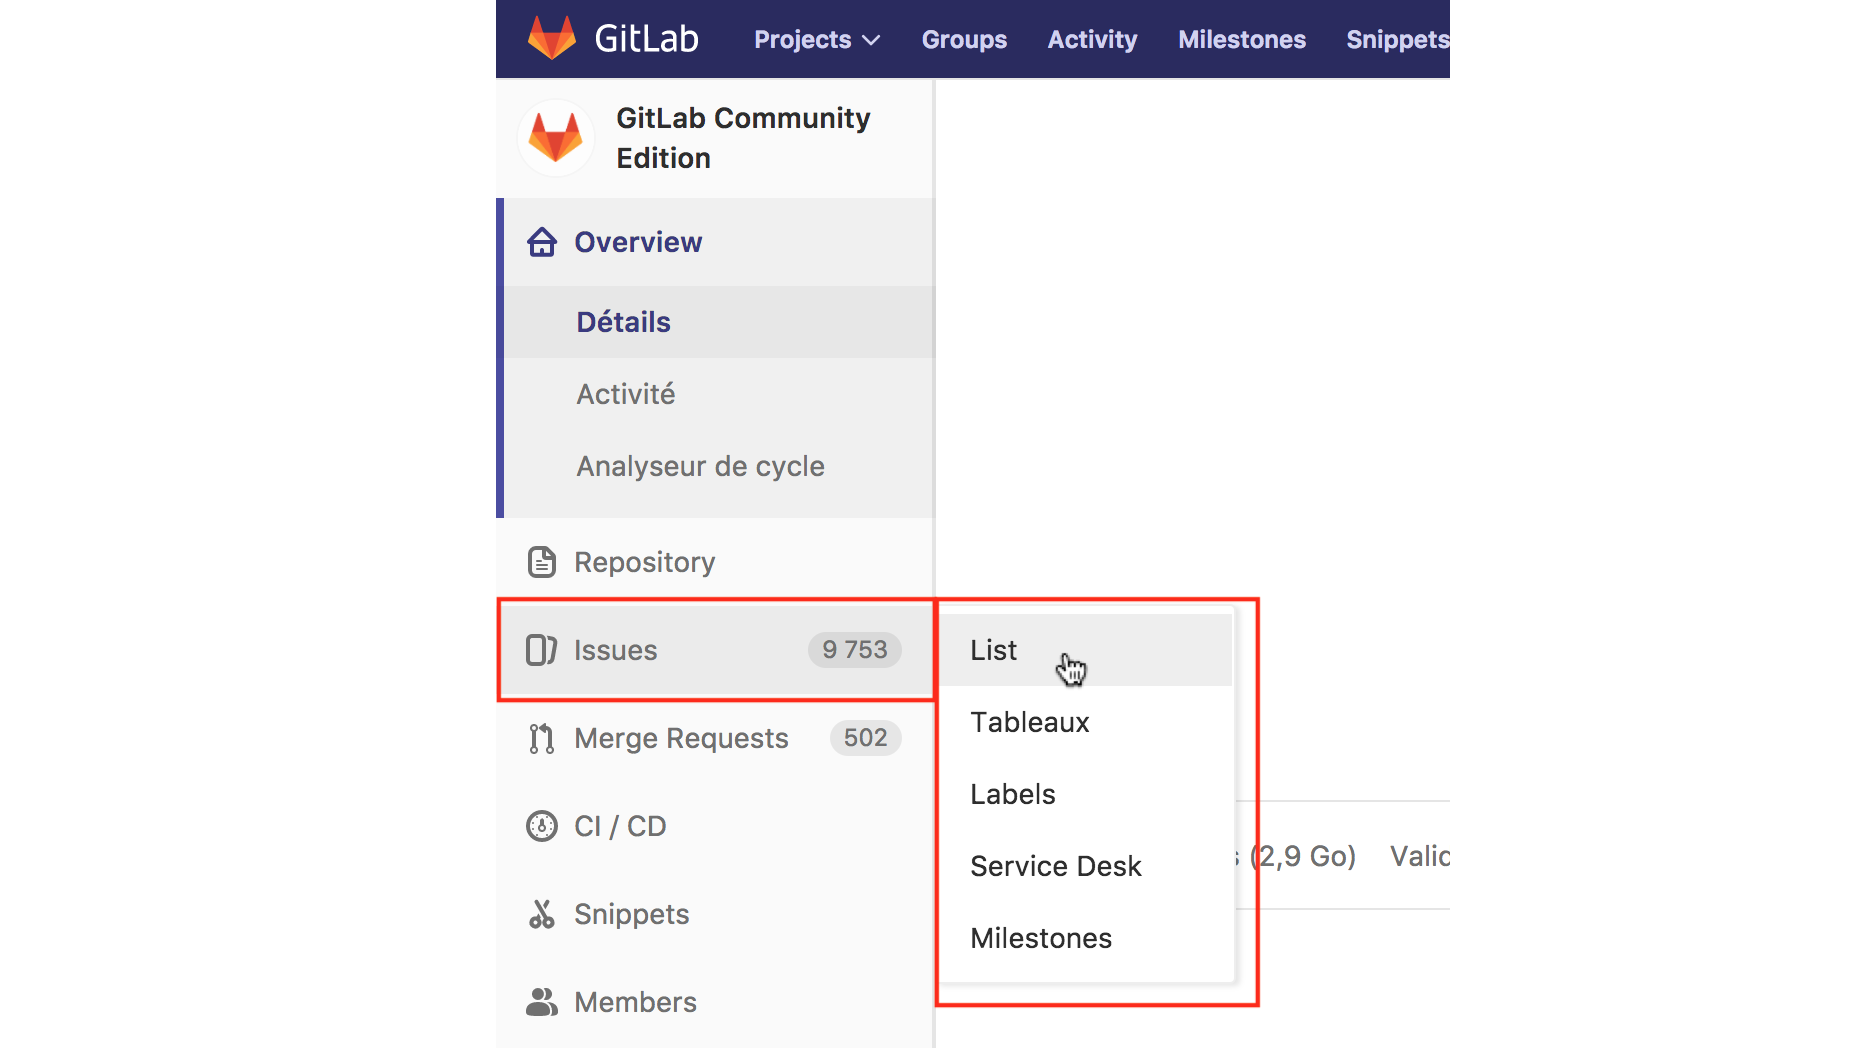 GitLab Projects Groups Activity Milestones Snippets
GitLab Community
Edition
Overview
Détails
Activité
Analyseur de cycle
Repository
Issues 9 753
List
Tableaux
Merge Requests 502
Labels
CI / CD
Service Desk
(2,9 Go)
Snippets
Milestones
Members